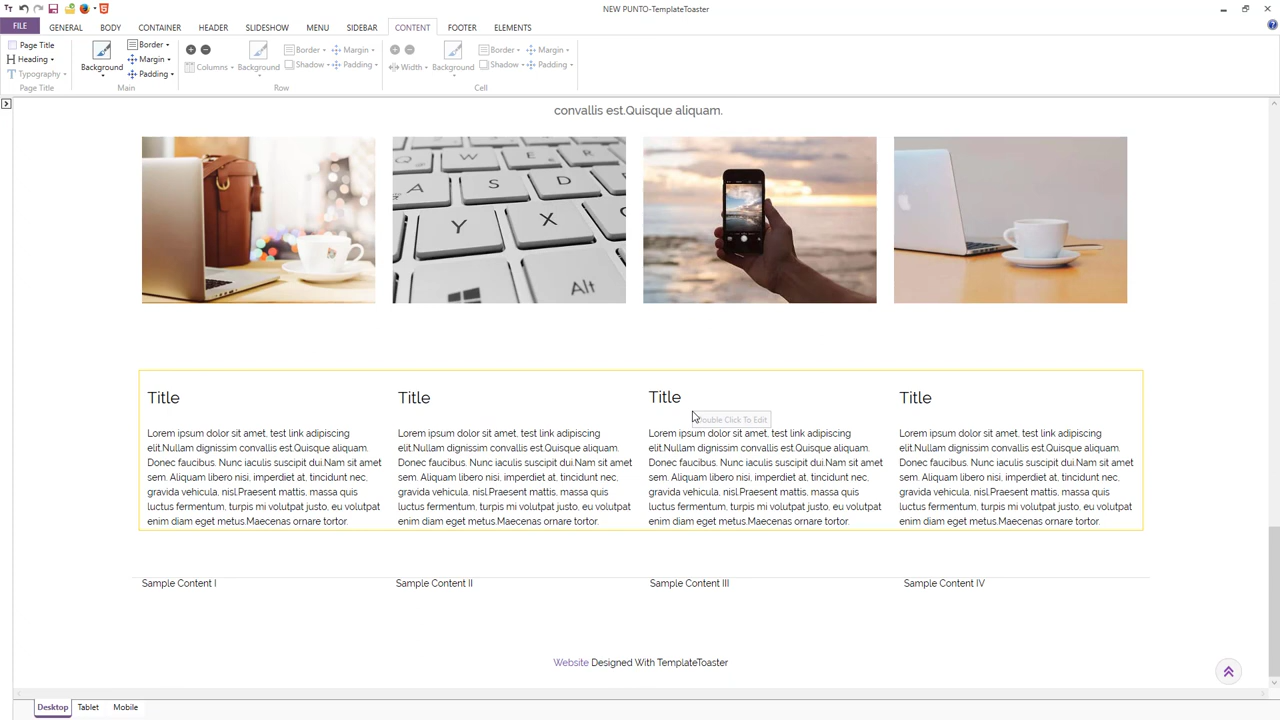 NEW PUNTO-TemplateToaster
FILE GENERAL BODY CONTAINER HEADER SLIDESHOW MENU SIDEBAR CONTENT FOOTER ELEMENTS
Page Title
Heading
Typography
Page Title
Background
Border
Margin
Padding
Main
Columns
Background
Border
Shadow
Margin
Padding
Row
Width
Background
Border
Shadow
Margin
Padding
Cell
convallis est.Quisque aliquam.
Q W E R
A S D
Y X
Alt
Title
Lorem ipsum dolor sit amet, test link adipiscing
elit.Nullam dignissim convallis est.Quisque aliquam.
Donec faucibus. Nunc iaculis suscipit dui.Nam sit amet
sem. Aliquam libero nisi, imperdiet at, tincidunt nec,
gravida vehicula, nisl.Praesent mattis, massa quis
luctus fermentum, turpis mi volutpat justo, eu volutpat
enim diam eget metus.Maecenas ornare tortor.
Title
Lorem ipsum dolor sit amet, test link adipiscing
elit.Nullam dignissim convallis est.Quisque aliquam.
Donec faucibus. Nunc iaculis suscipit dui.Nam sit amet
sem. Aliquam libero nisi, imperdiet at, tincidunt nec,
gravida vehicula, nisl.Praesent mattis, massa quis
luctus fermentum, turpis mi volutpat justo, eu volutpat
enim diam eget metus.Maecenas ornare tortor.
Title
Double Click To Edit
Lorem ipsum dolor sit amet, test link adipiscing
elit.Nullam dignissim convallis est.Quisque aliquam.
Donec faucibus. Nunc iaculis suscipit dui.Nam sit amet
sem. Aliquam libero nisi, imperdiet at, tincidunt nec,
gravida vehicula, nisl.Praesent mattis, massa quis
luctus fermentum, turpis mi volutpat justo, eu volutpat
enim diam eget metus.Maecenas ornare tortor.
Title
Lorem ipsum dolor sit amet, test link adipiscing
elit.Nullam dignissim convallis est.Quisque aliquam.
Donec faucibus. Nunc iaculis suscipit dui.Nam sit amet
sem. Aliquam libero nisi, imperdiet at, tincidunt nec,
gravida vehicula, nisl.Praesent mattis, massa quis
luctus fermentum, turpis mi volutpat justo, eu volutpat
enim diam eget metus.Maecenas ornare tortor.
Sample Content I
Sample Content II
Sample Content III
Sample Content IV
Website Designed With TemplateToaster
Desktop Tablet Mobile